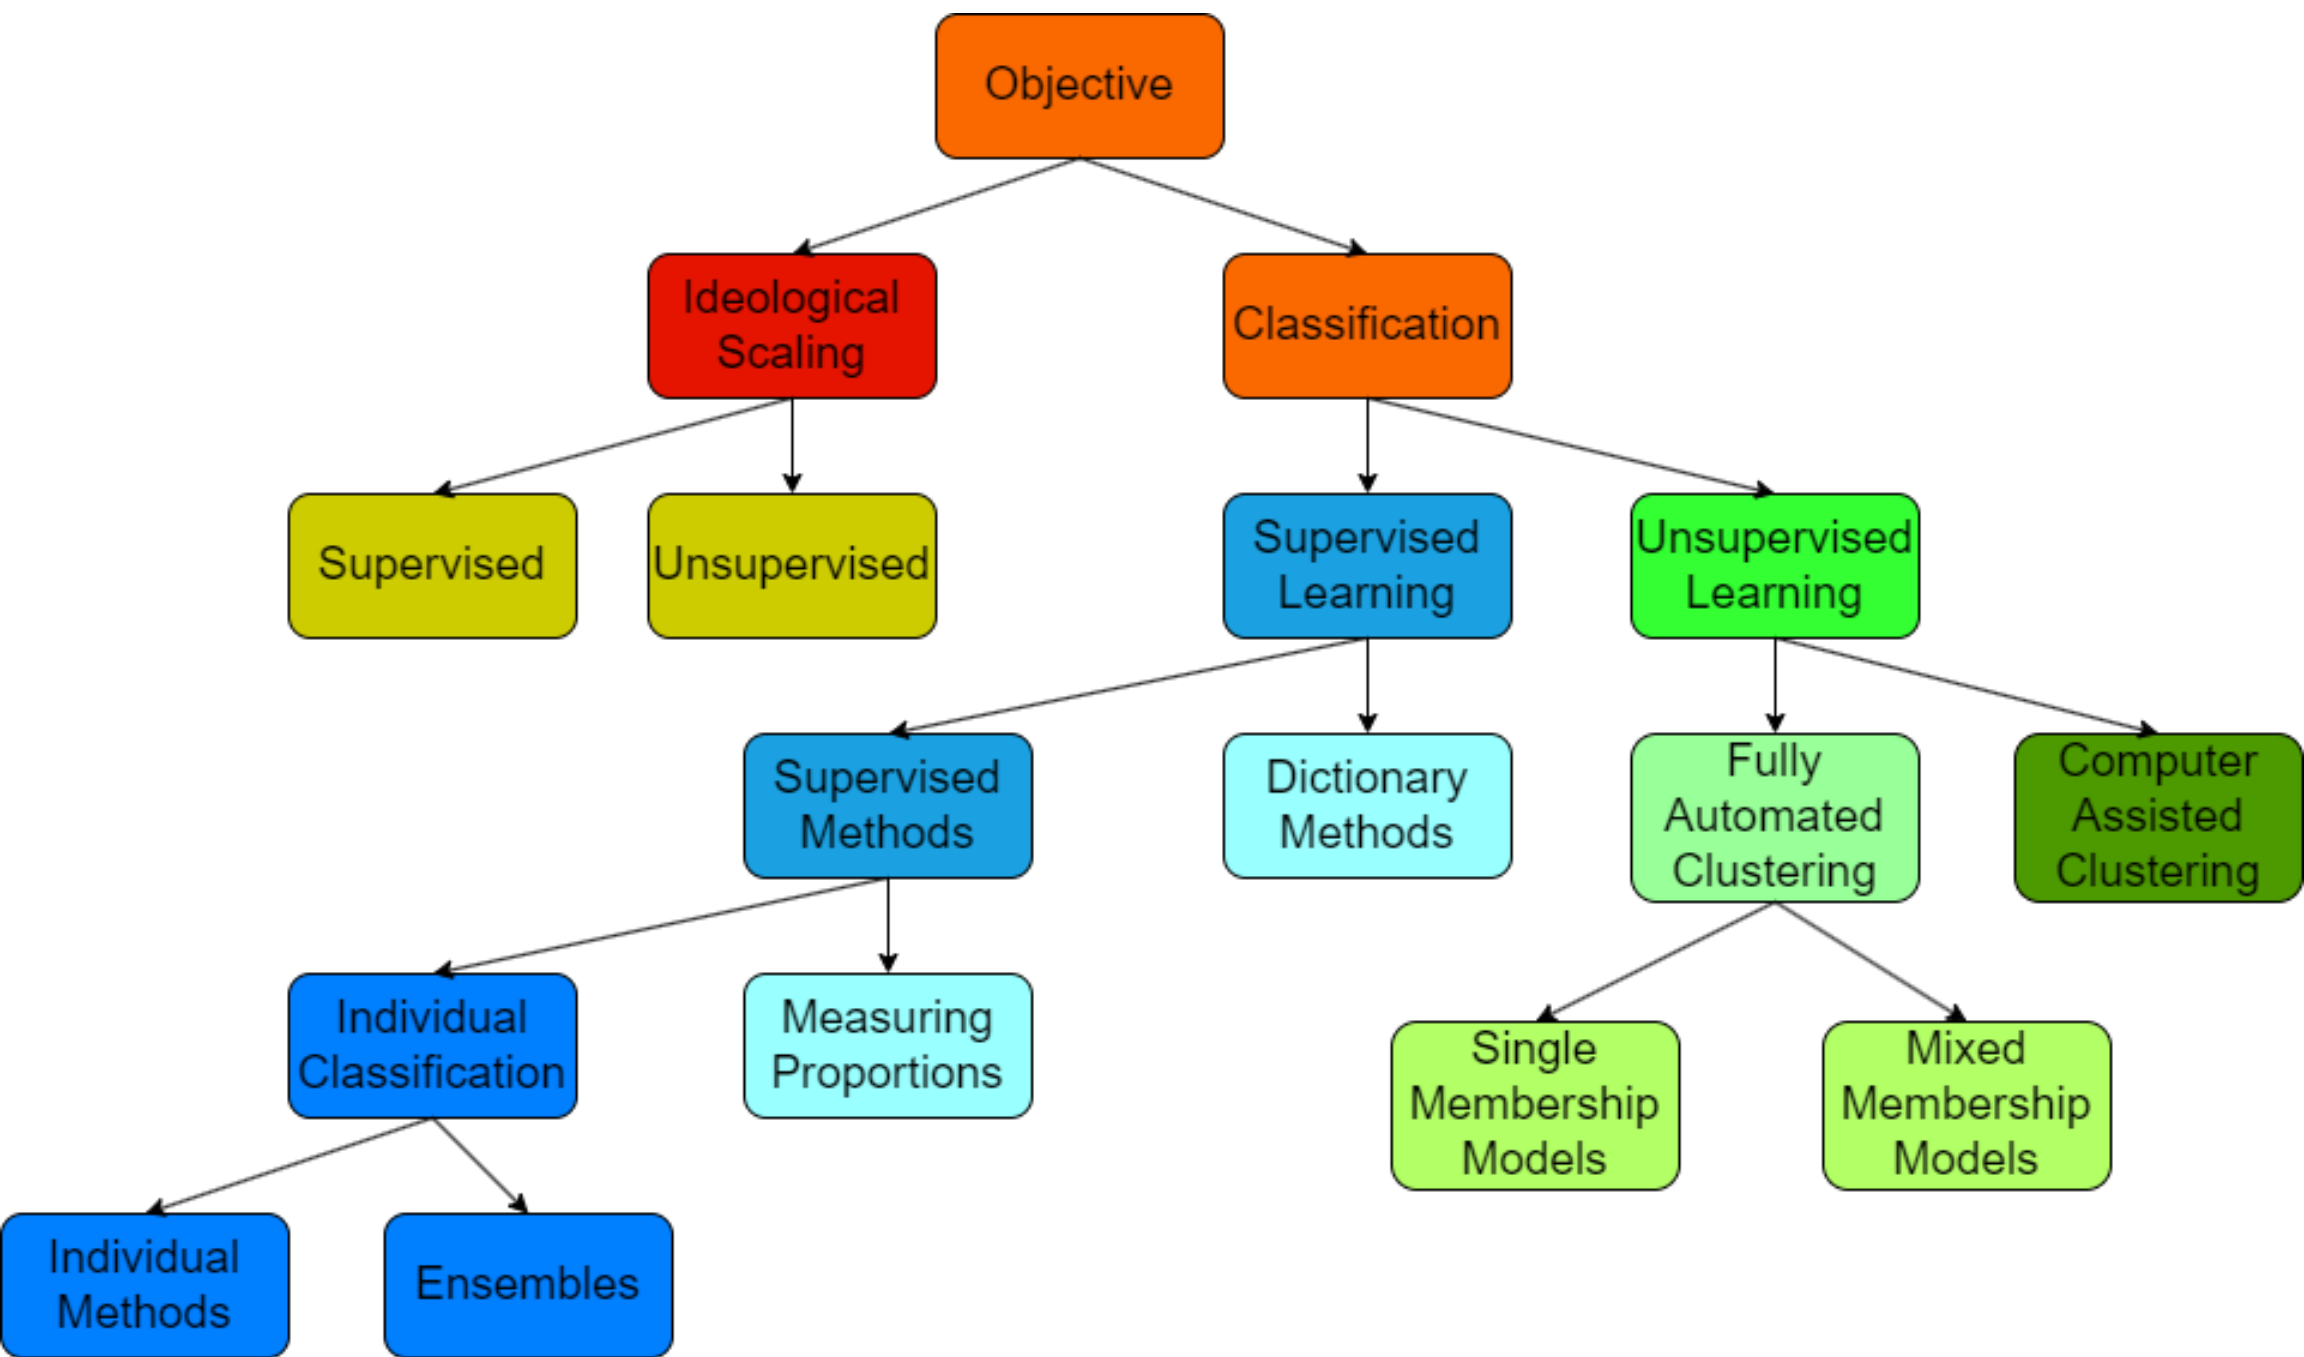 Objective
Ideological
Scaling
Classification
Supervised
Unsupervised
Supervised
Learning
Unsupervised
Learning
Supervised
Methods
Dictionary
Methods
Fully
Automated
Clustering
Computer
Assisted
Clustering
Individual
Classification
Measuring
Proportions
Single
Membership
Models
Mixed
Membership
Models
Individual
Methods
Ensembles